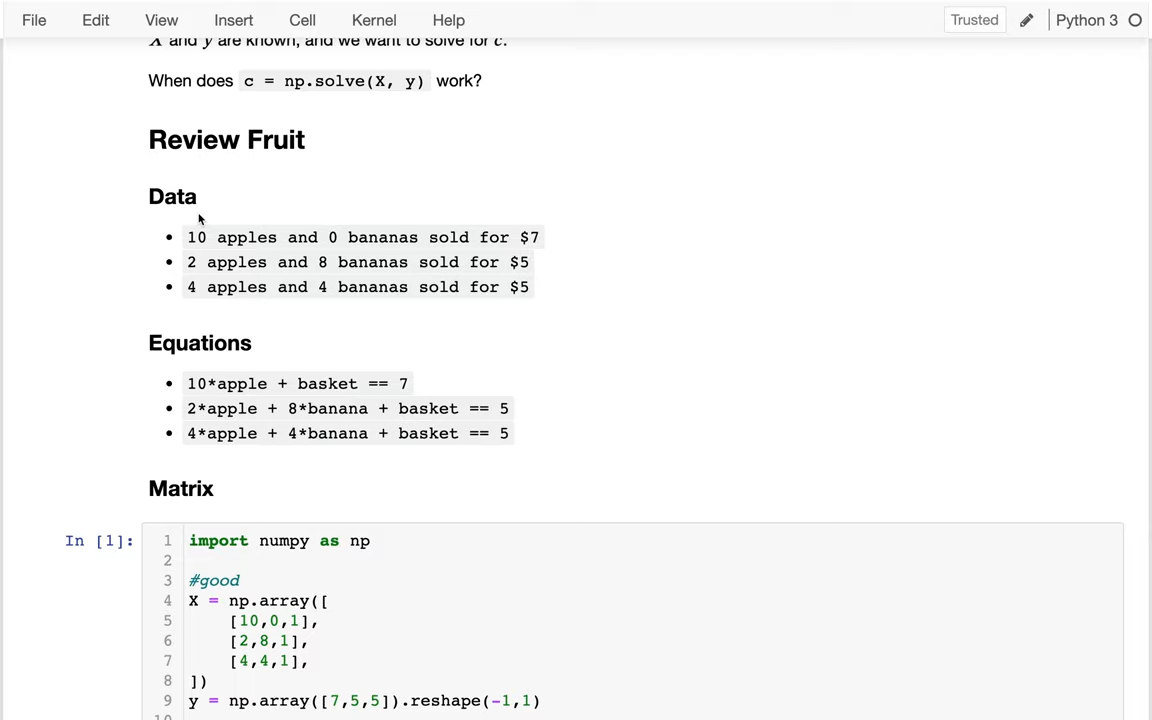 File Edit View Insert Cell Kernel Help Trusted Python 3
X and y are known, and we want to solve for c.
When does c = np.solve(X, y) work?
Review Fruit
Data
• 10 apples and 0 bananas sold for $7
• 2 apples and 8 bananas sold for $5
• 4 apples and 4 bananas sold for $5
Equations
• 10*apple + basket == 7
• 2*apple + 8*banana + basket == 5
• 4*apple + 4*banana + basket == 5
Matrix
In [1]: 1 import numpy as np
2
3 #good
4 X = np.array([
5 [10,0,1],
6 [2,8,1],
7 [4,4,1],
8 ])
9 y = np.array([7,5,5]).reshape(-1,1)
10